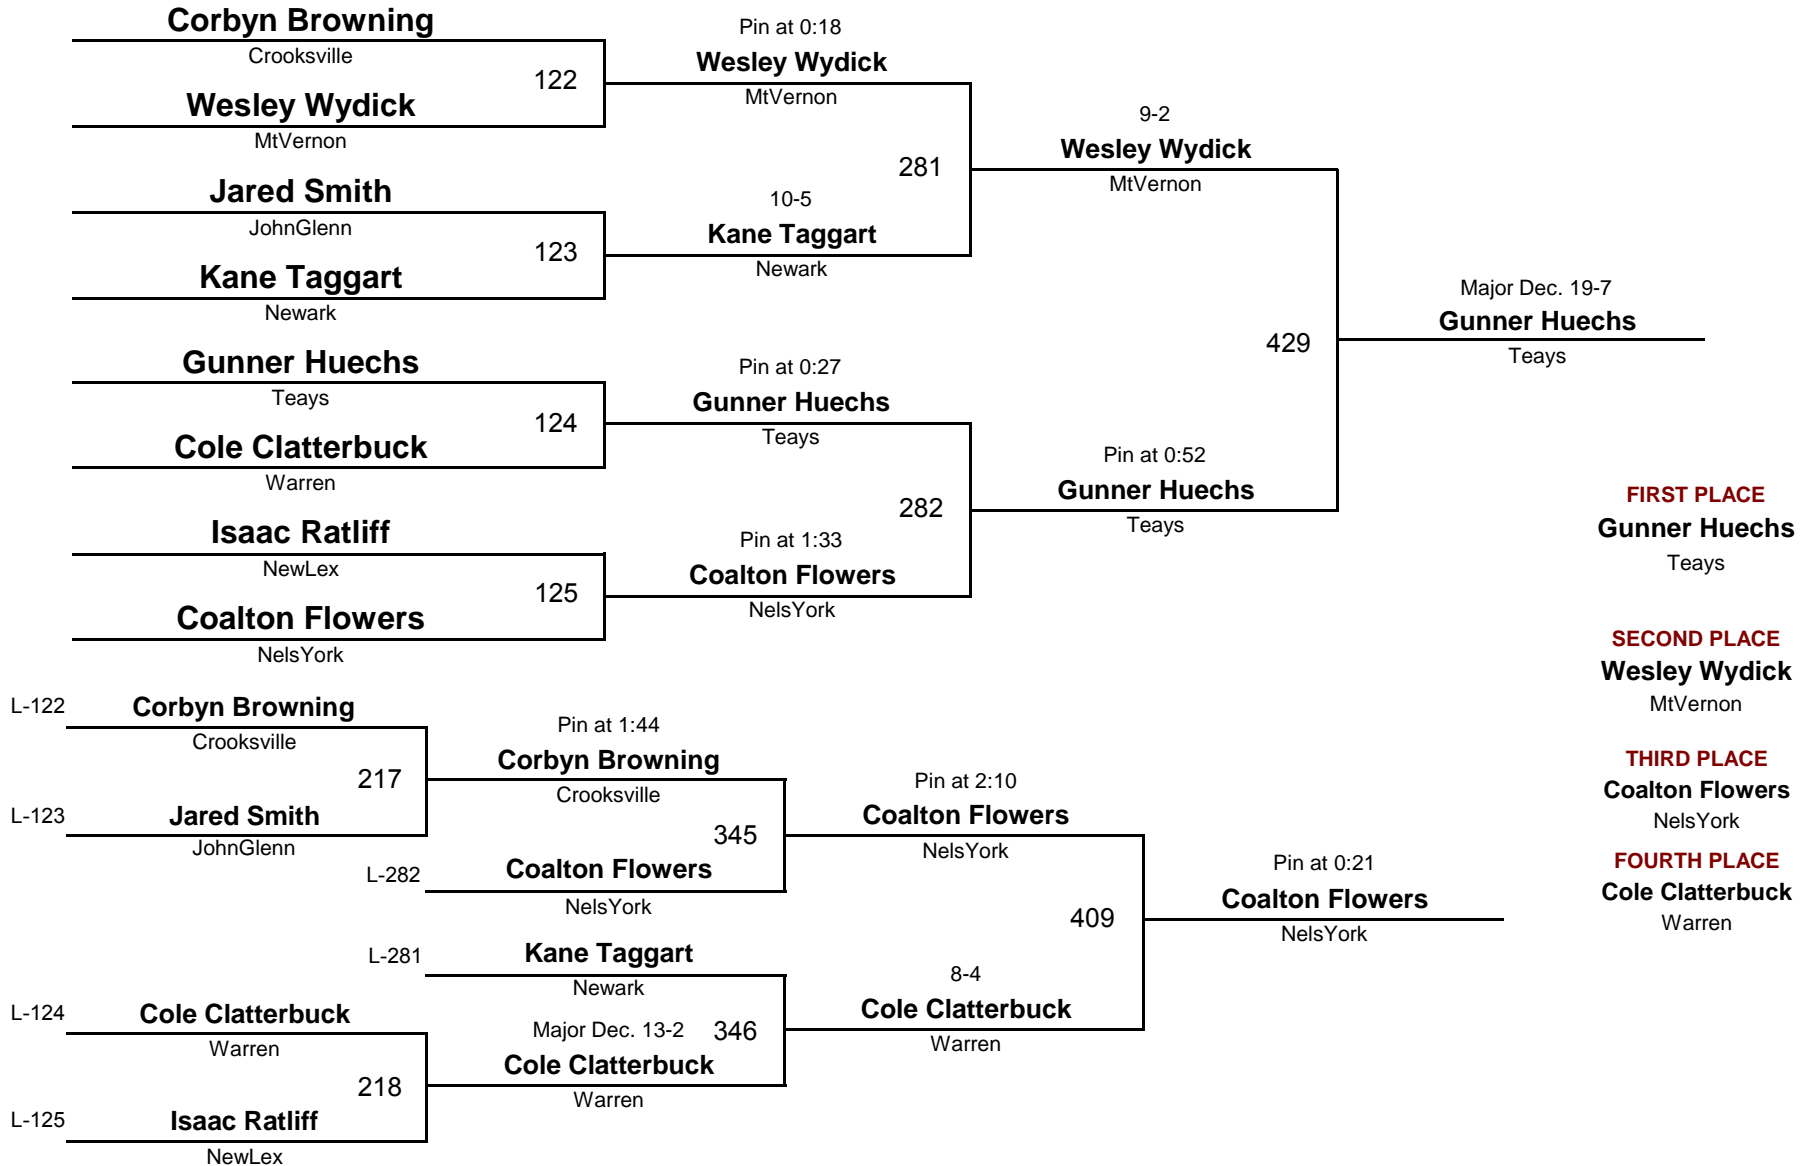 Corbyn Browning
Crooksville
122
Wesley Wydick
MtVernon
Jared Smith
JohnGlenn
123
Kane Taggart
Newark
Gunner Huechs
Teays
124
Cole Clatterbuck
Warren
Isaac Ratliff
NewLex
125
Coalton Flowers
NelsYork
Pin at 0:18
Wesley Wydick
MtVernon
281
10-5
Kane Taggart
Newark
Pin at 0:27
Gunner Huechs
Teays
282
Pin at 1:33
Coalton Flowers
NelsYork
9-2
Wesley Wydick
MtVernon
429
Pin at 0:52
Gunner Huechs
Teays
Major Dec. 19-7
Gunner Huechs
Teays
FIRST PLACE
Gunner Huechs
Teays
SECOND PLACE
Wesley Wydick
MtVernon
THIRD PLACE
Coalton Flowers
NelsYork
FOURTH PLACE
Cole Clatterbuck
Warren
L-122
Corbyn Browning
Crooksville
217
L-123
Jared Smith
JohnGlenn
Pin at 1:44
Corbyn Browning
Crooksville
345
L-282
Coalton Flowers
NelsYork
L-281
Kane Taggart
Newark
346
L-124
Cole Clatterbuck
Warren
218
L-125
Isaac Ratliff
NewLex
Major Dec. 13-2
Cole Clatterbuck
Warren
Pin at 2:10
Coalton Flowers
NelsYork
409
8-4
Cole Clatterbuck
Warren
Pin at 0:21
Coalton Flowers
NelsYork